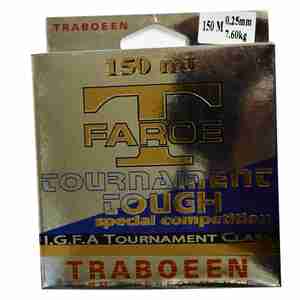 TRABOEEN
150 M 0.25mm
7.60kg
150 mt
T
FAROE
TOURNAMENT
TOUGH
special competition
I.G.F.A TOURNAMENT CLASS
TRABOEEN